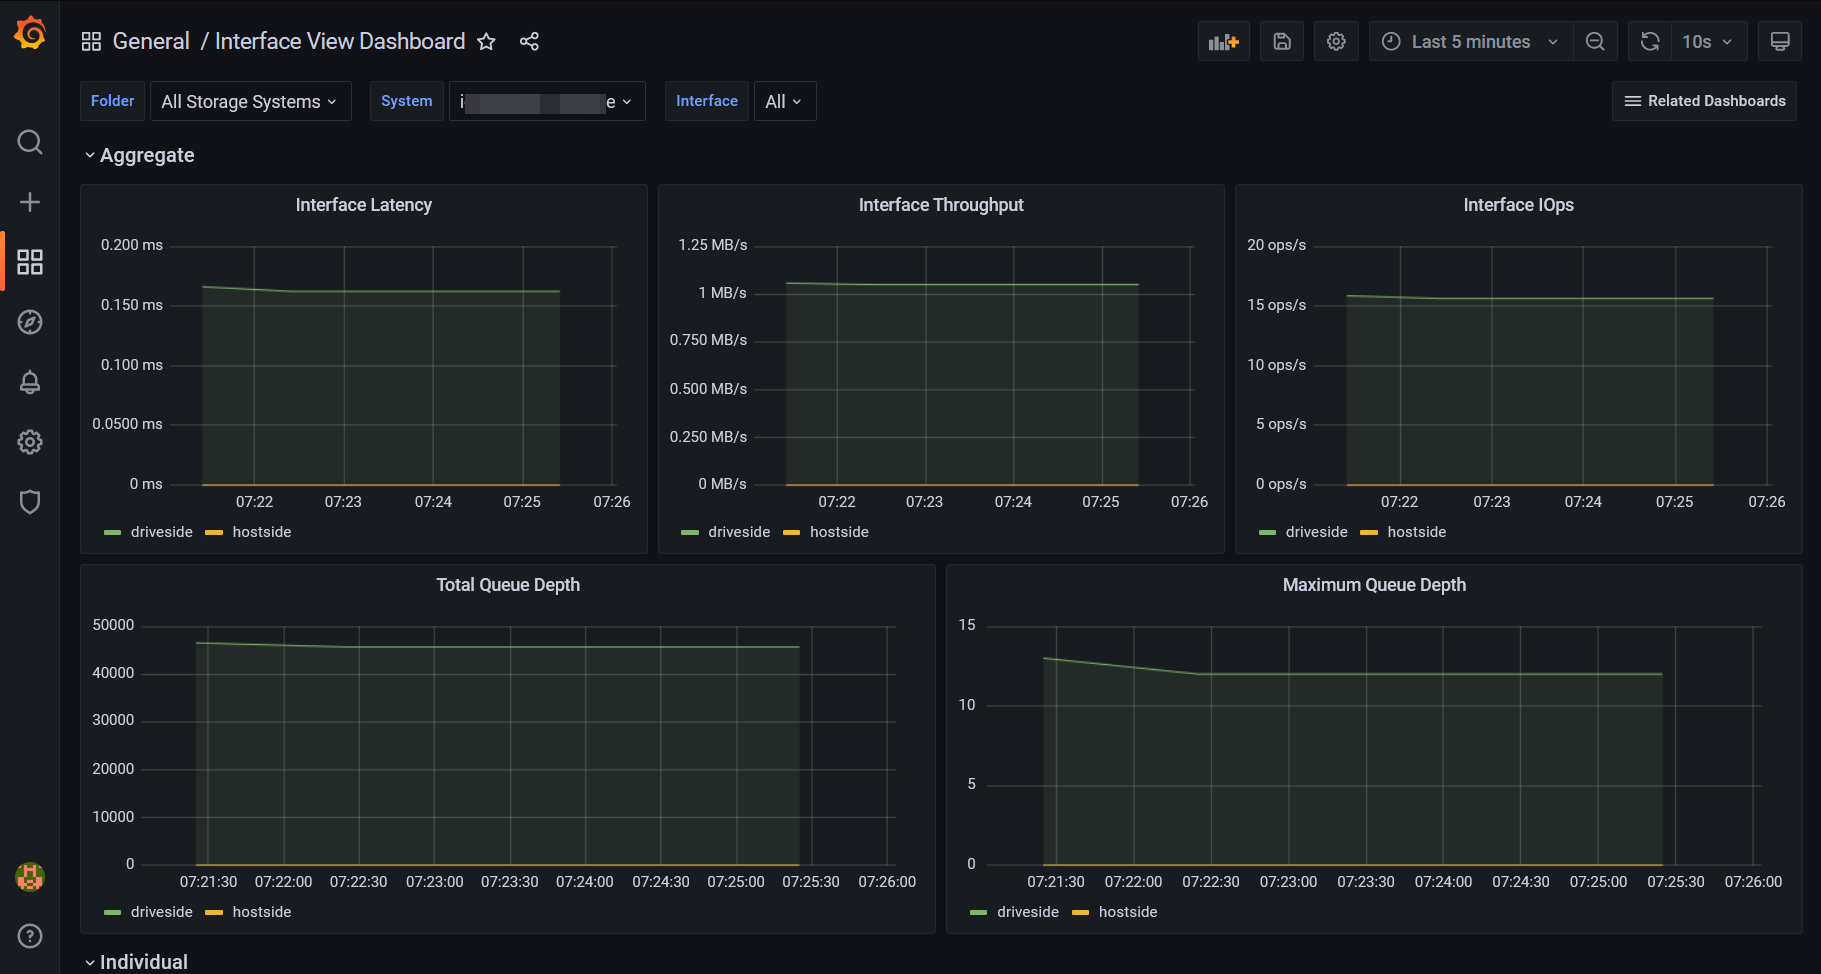 General / Interface View Dashboard
Last 5 minutes
10s
Folder All Storage Systems System i e Interface All Related Dashboards
Aggregate
Interface Latency
0.200 ms
0.150 ms
0.100 ms
0.0500 ms
0 ms
07:22 07:23 07:24 07:25 07:26
driveside hostside
Interface Throughput
1.25 MB/s
1 MB/s
0.750 MB/s
0.500 MB/s
0.250 MB/s
0 MB/s
07:22 07:23 07:24 07:25 07:26
driveside hostside
Interface IOps
20 ops/s
15 ops/s
10 ops/s
5 ops/s
0 ops/s
07:22 07:23 07:24 07:25 07:26
driveside hostside
Total Queue Depth
50000
40000
30000
20000
10000
0
07:21:30 07:22:00 07:22:30 07:23:00 07:23:30 07:24:00 07:24:30 07:25:00 07:25:30 07:26:00
driveside hostside
Maximum Queue Depth
15
10
5
0
07:21:30 07:22:00 07:22:30 07:23:00 07:23:30 07:24:00 07:24:30 07:25:00 07:25:30 07:26:00
driveside hostside
Individual